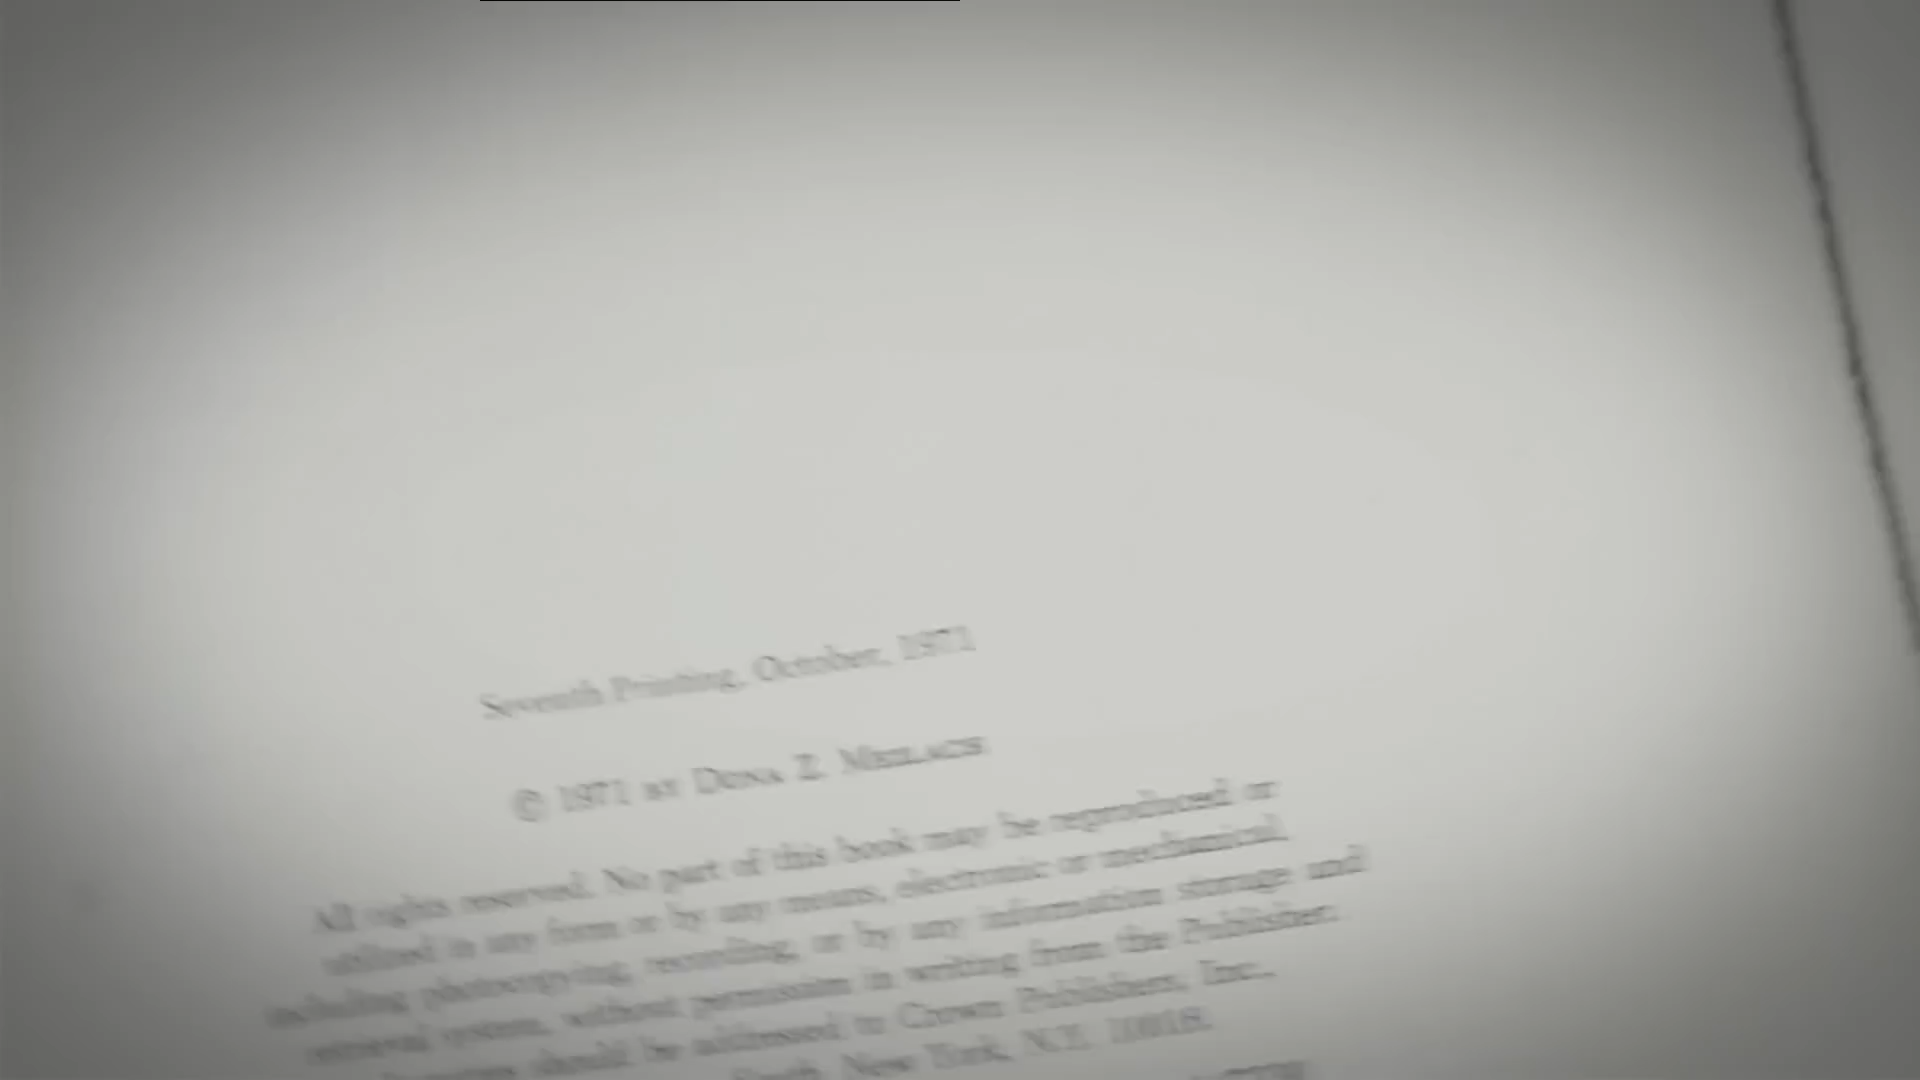 Seventh Printing, October, 1971
© 1971 BY DONA Z. MEILACH
All rights reserved. No part of this book may be reproduced or
utilized in any form or by any means, electronic or mechanical,
including photocopying, recording, or by any information storage and
retrieval system, without permission in writing from the Publisher.
should be addressed to Crown Publishers, Inc.,
South, New York, N.Y. 10016.